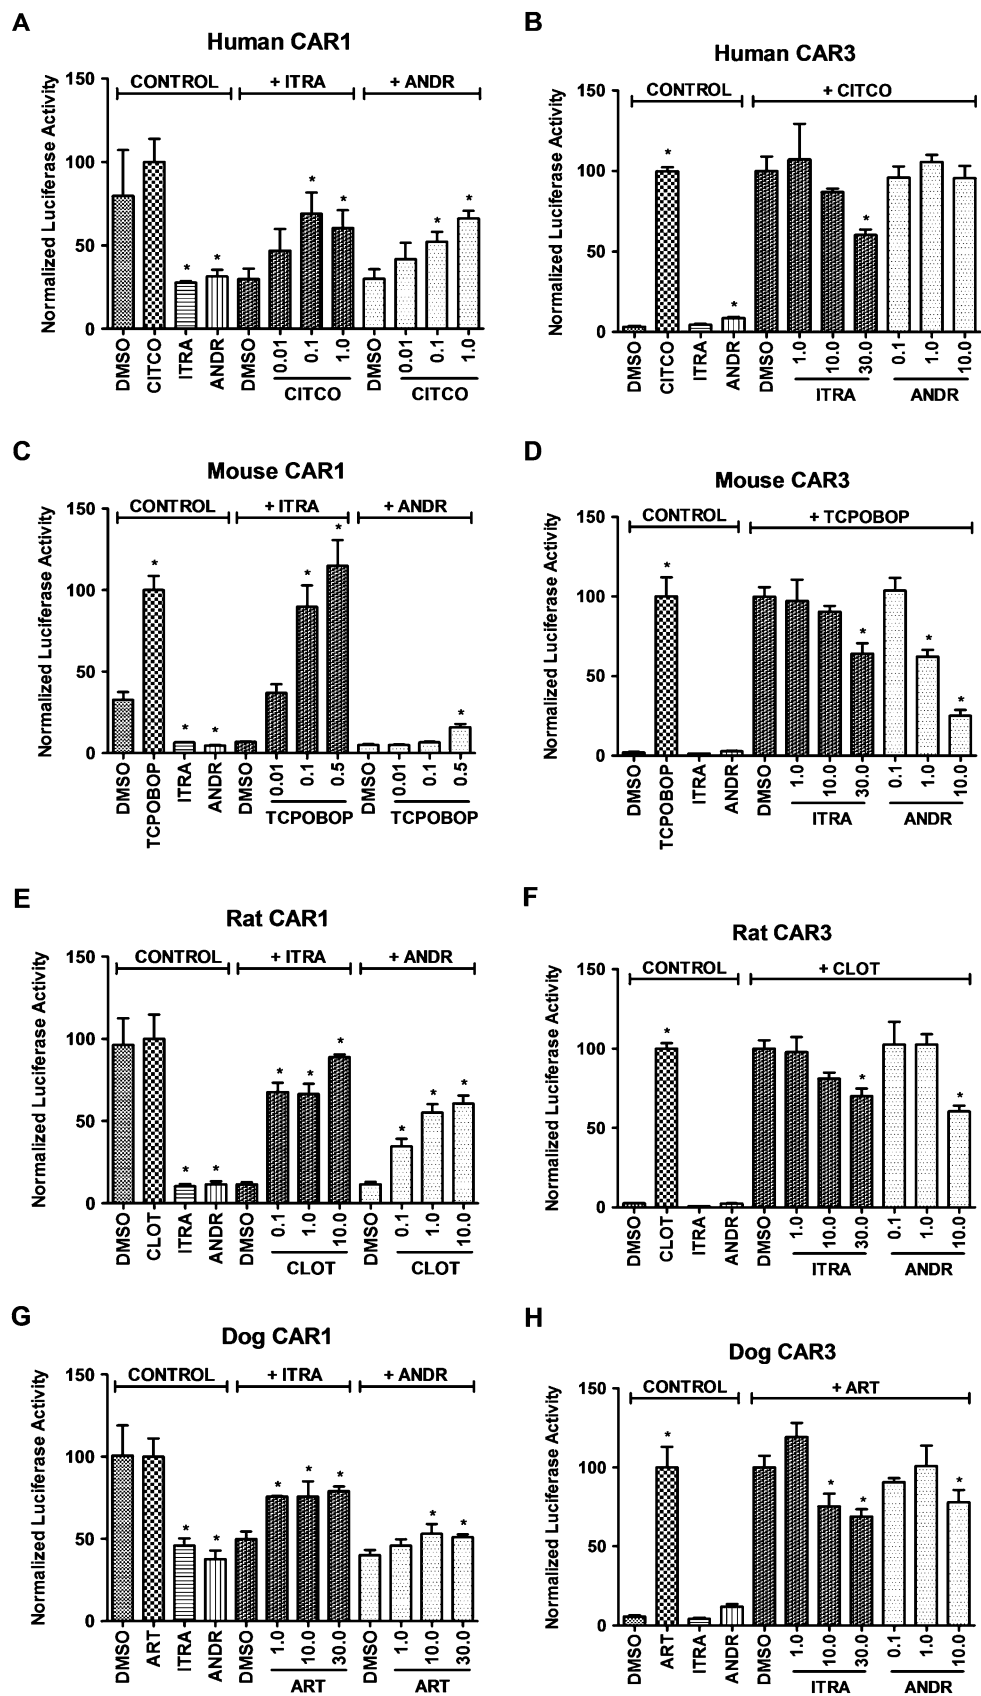 A
Human CAR1
Normalized Luciferase Activity
150
100
50
0
CONTROL
+ ITRA
+ ANDR
*
*
*
*
*
*
DMSO
CITCO
ITRA
ANDR
DMSO
0.01
0.1
1.0
DMSO
0.01
0.1
1.0
CITCO
CITCO
B
Human CAR3
Normalized Luciferase Activity
150
100
50
0
CONTROL
+ CITCO
*
*
*
DMSO
CITCO
ITRA
ANDR
DMSO
1.0
10.0
30.0
0.1
1.0
10.0
ITRA
ANDR
C
Mouse CAR1
Normalized Luciferase Activity
150
100
50
0
CONTROL
+ ITRA
+ ANDR
*
*
*
*
*
*
DMSO
TCPOBOP
ITRA
ANDR
DMSO
0.01
0.1
0.5
DMSO
0.01
0.1
0.5
TCPOBOP
TCPOBOP
D
Mouse CAR3
Normalized Luciferase Activity
150
100
50
0
CONTROL
+ TCPOBOP
*
*
*
*
DMSO
TCPOBOP
ITRA
ANDR
DMSO
1.0
10.0
30.0
0.1
1.0
10.0
ITRA
ANDR
E
Rat CAR1
Normalized Luciferase Activity
150
100
50
0
CONTROL
+ ITRA
+ ANDR
*
*
*
*
*
*
*
*
DMSO
CLOT
ITRA
ANDR
DMSO
0.1
1.0
10.0
DMSO
0.1
1.0
10.0
CLOT
CLOT
F
Rat CAR3
Normalized Luciferase Activity
150
100
50
0
CONTROL
+ CLOT
*
*
*
DMSO
CLOT
ITRA
ANDR
DMSO
1.0
10.0
30.0
0.1
1.0
10.0
ITRA
ANDR
G
Dog CAR1
Normalized Luciferase Activity
150
100
50
0
CONTROL
+ ITRA
+ ANDR
*
*
*
*
*
*
*
DMSO
ART
ITRA
ANDR
DMSO
1.0
10.0
30.0
DMSO
1.0
10.0
30.0
ART
ART
H
Dog CAR3
Normalized Luciferase Activity
150
100
50
0
CONTROL
+ ART
*
*
*
*
DMSO
ART
ITRA
ANDR
DMSO
1.0
10.0
30.0
0.1
1.0
10.0
ITRA
ANDR